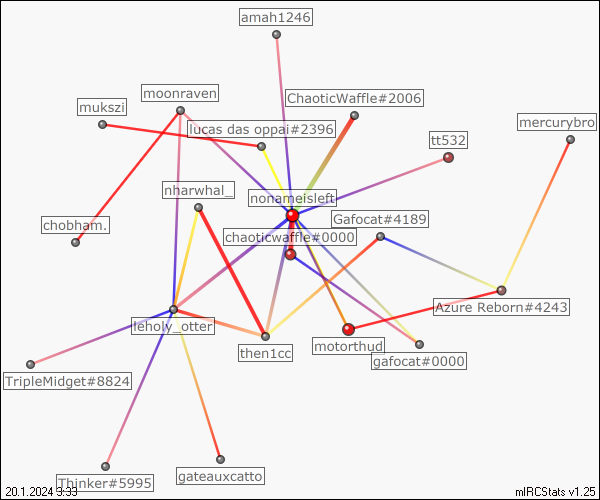 amah1246
moonraven
ChaoticWaffle#2006
mukszi
mercurybro
lucas das oppai#2396
tt532
nharwhal_
nonameisleft
Gafocat#4189
chobham.
chaoticwaffle#0000
Azure Reborn#4243
leholy_otter
then1cc
motorthud
gafocat#0000
TripleMidget#8824
Thinker#5995
gateauxcatto
20.1.2024 3:33
mIRCStats v1.25